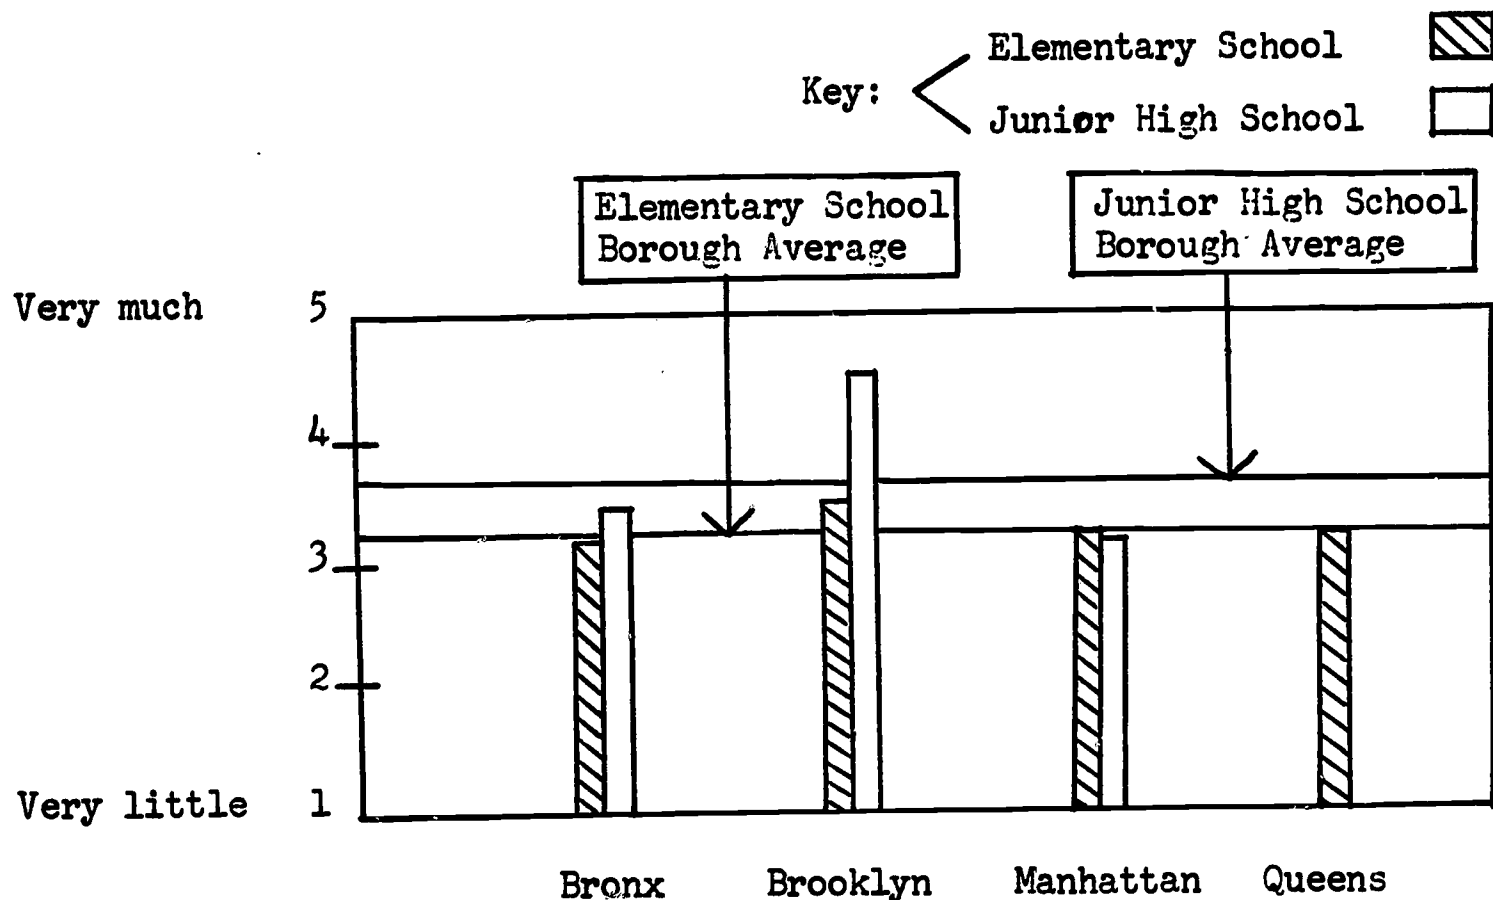 Elementary School
Key:
Junior High School
Elementary School
Borough Average
Junior High School
Borough Average
Very much 5
4
3
2
Very little 1
Bronx Brooklyn Manhattan Queens